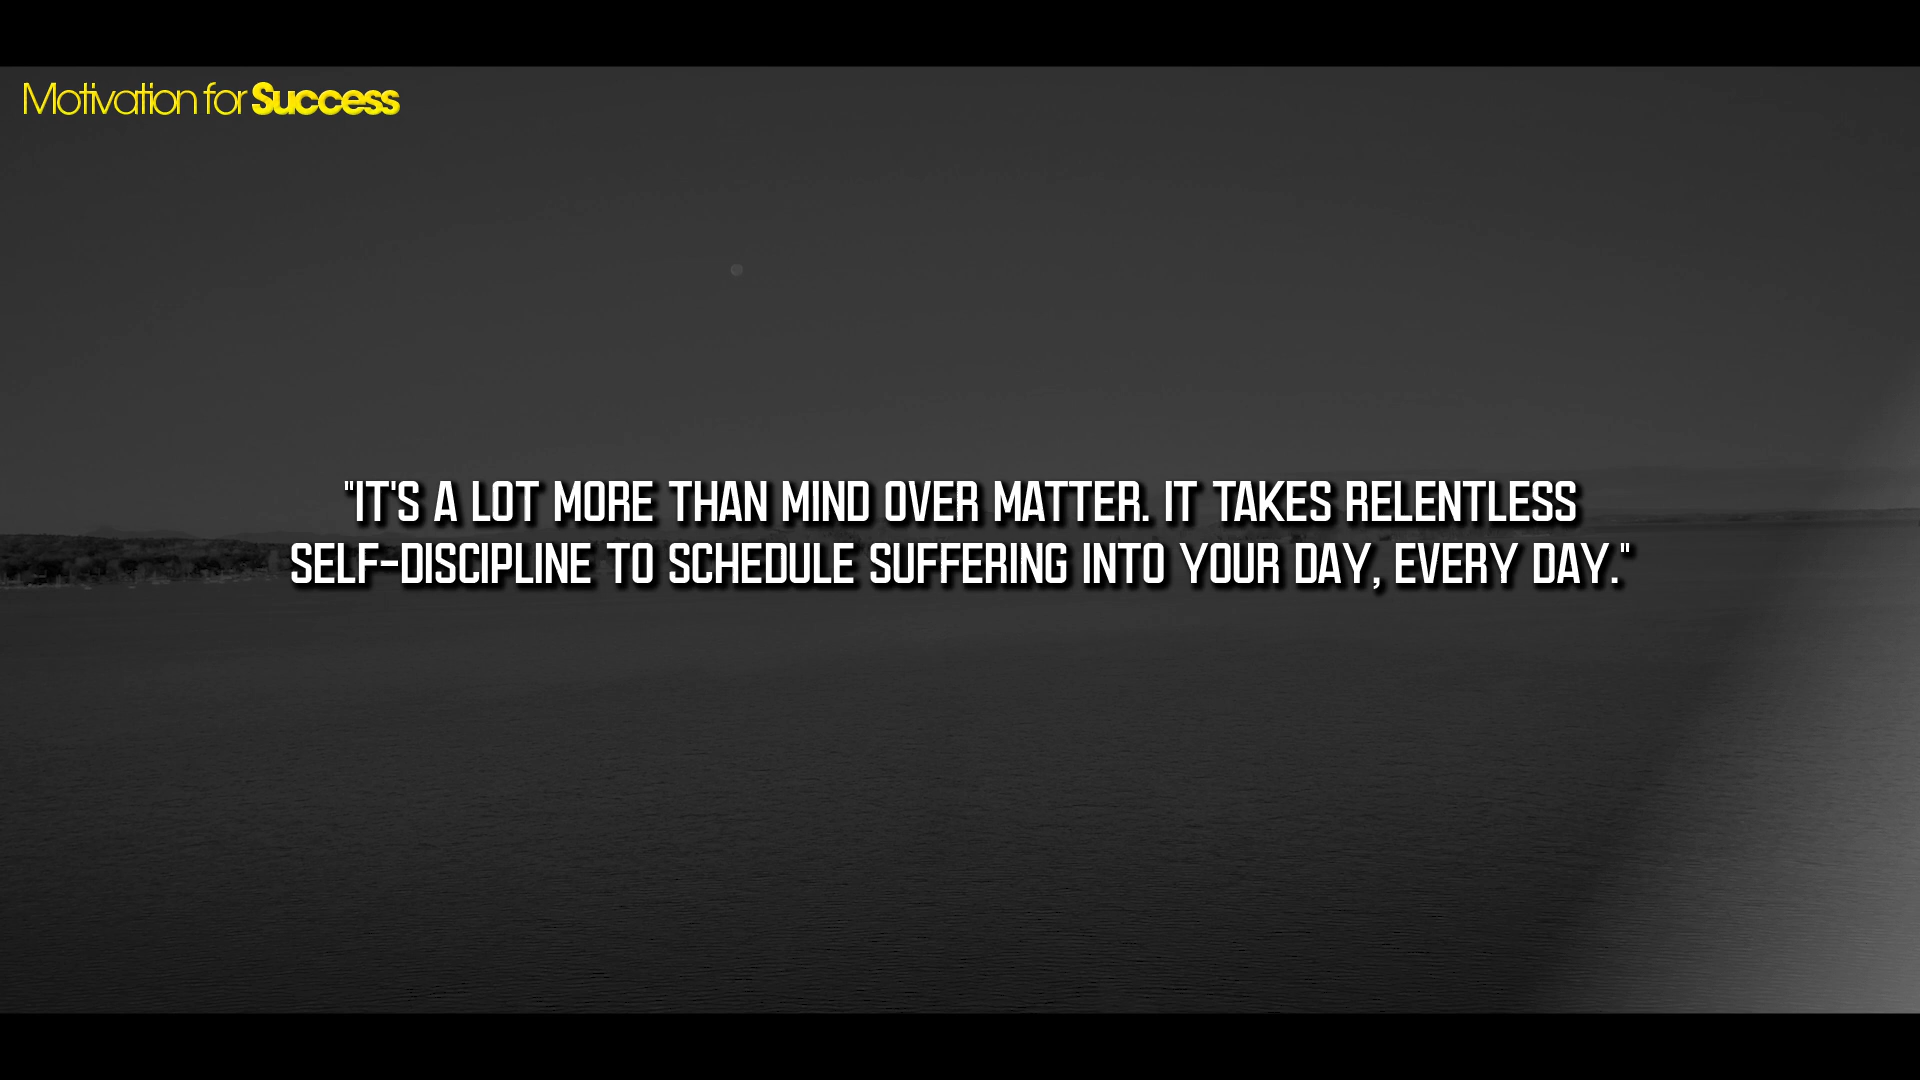 Motivation for Success
"IT'S A LOT MORE THAN MIND OVER MATTER. IT TAKES RELENTLESS
SELF-DISCIPLINE TO SCHEDULE SUFFERING INTO YOUR DAY, EVERY DAY."